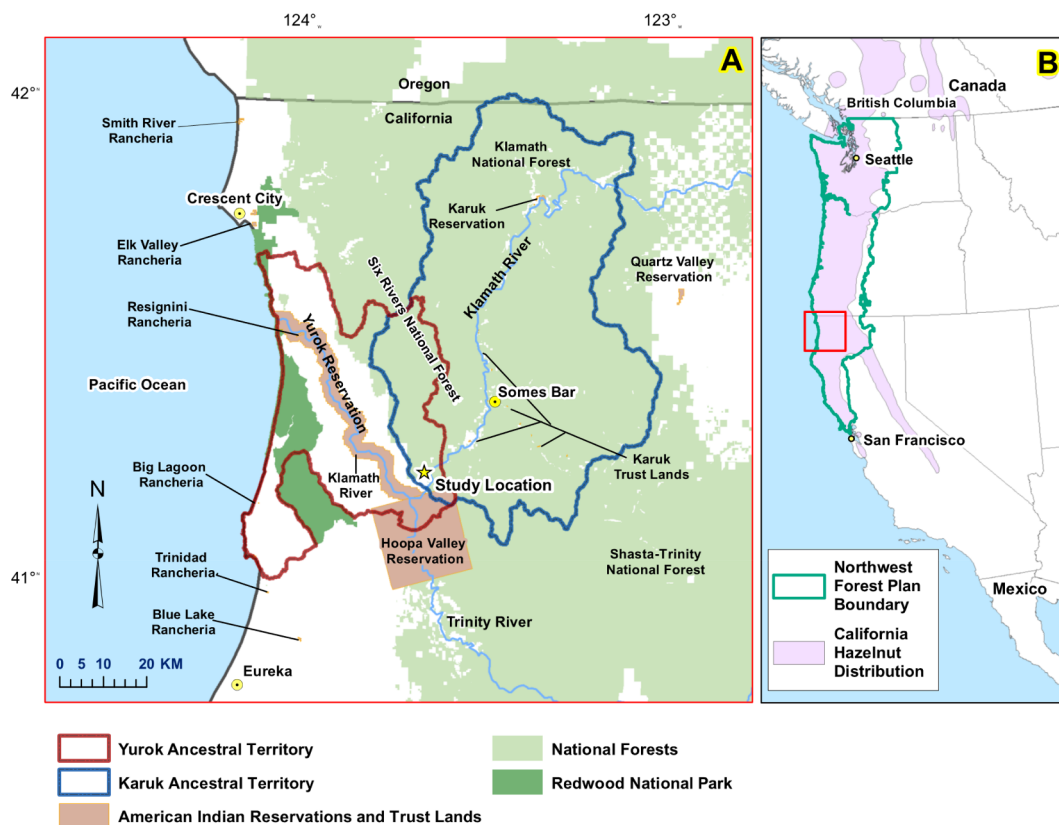 124°
123°
42°
41°
A
Oregon
California
Smith River
Rancheria
Klamath
National Forest
Crescent City
Karuk
Reservation
Elk Valley
Rancheria
Quartz Valley
Reservation
Six Rivers National Forest
Klamath River
Resignini
Rancheria
Yurok Reservation
Pacific Ocean
Somes Bar
Karuk
Trust Lands
Big Lagoon
Rancheria
Klamath
River
Study Location
N
Hoopa Valley
Reservation
Shasta-Trinity
National Forest
Trinidad
Rancheria
Blue Lake
Rancheria
Trinity River
0 5 10 20 KM
Eureka
B
Canada
British Columbia
Seattle
San Francisco
Mexico
Northwest
Forest Plan
Boundary
California
Hazelnut
Distribution
Yurok Ancestral Territory
Karuk Ancestral Territory
American Indian Reservations and Trust Lands
National Forests
Redwood National Park